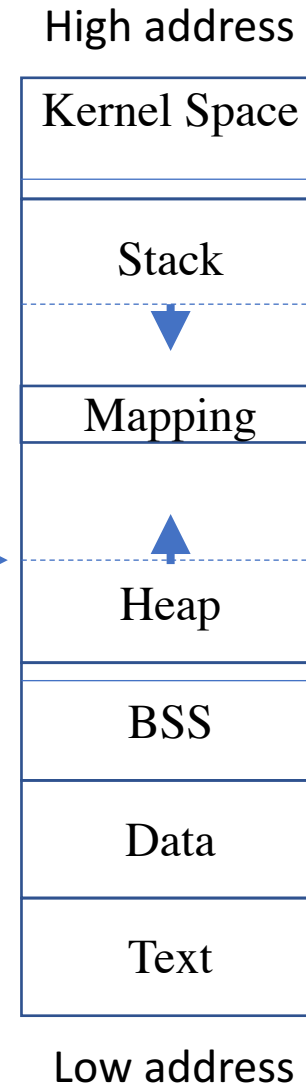 High address
Kernel Space
Stack
Mapping
Heap
BSS
Data
Text
Low address